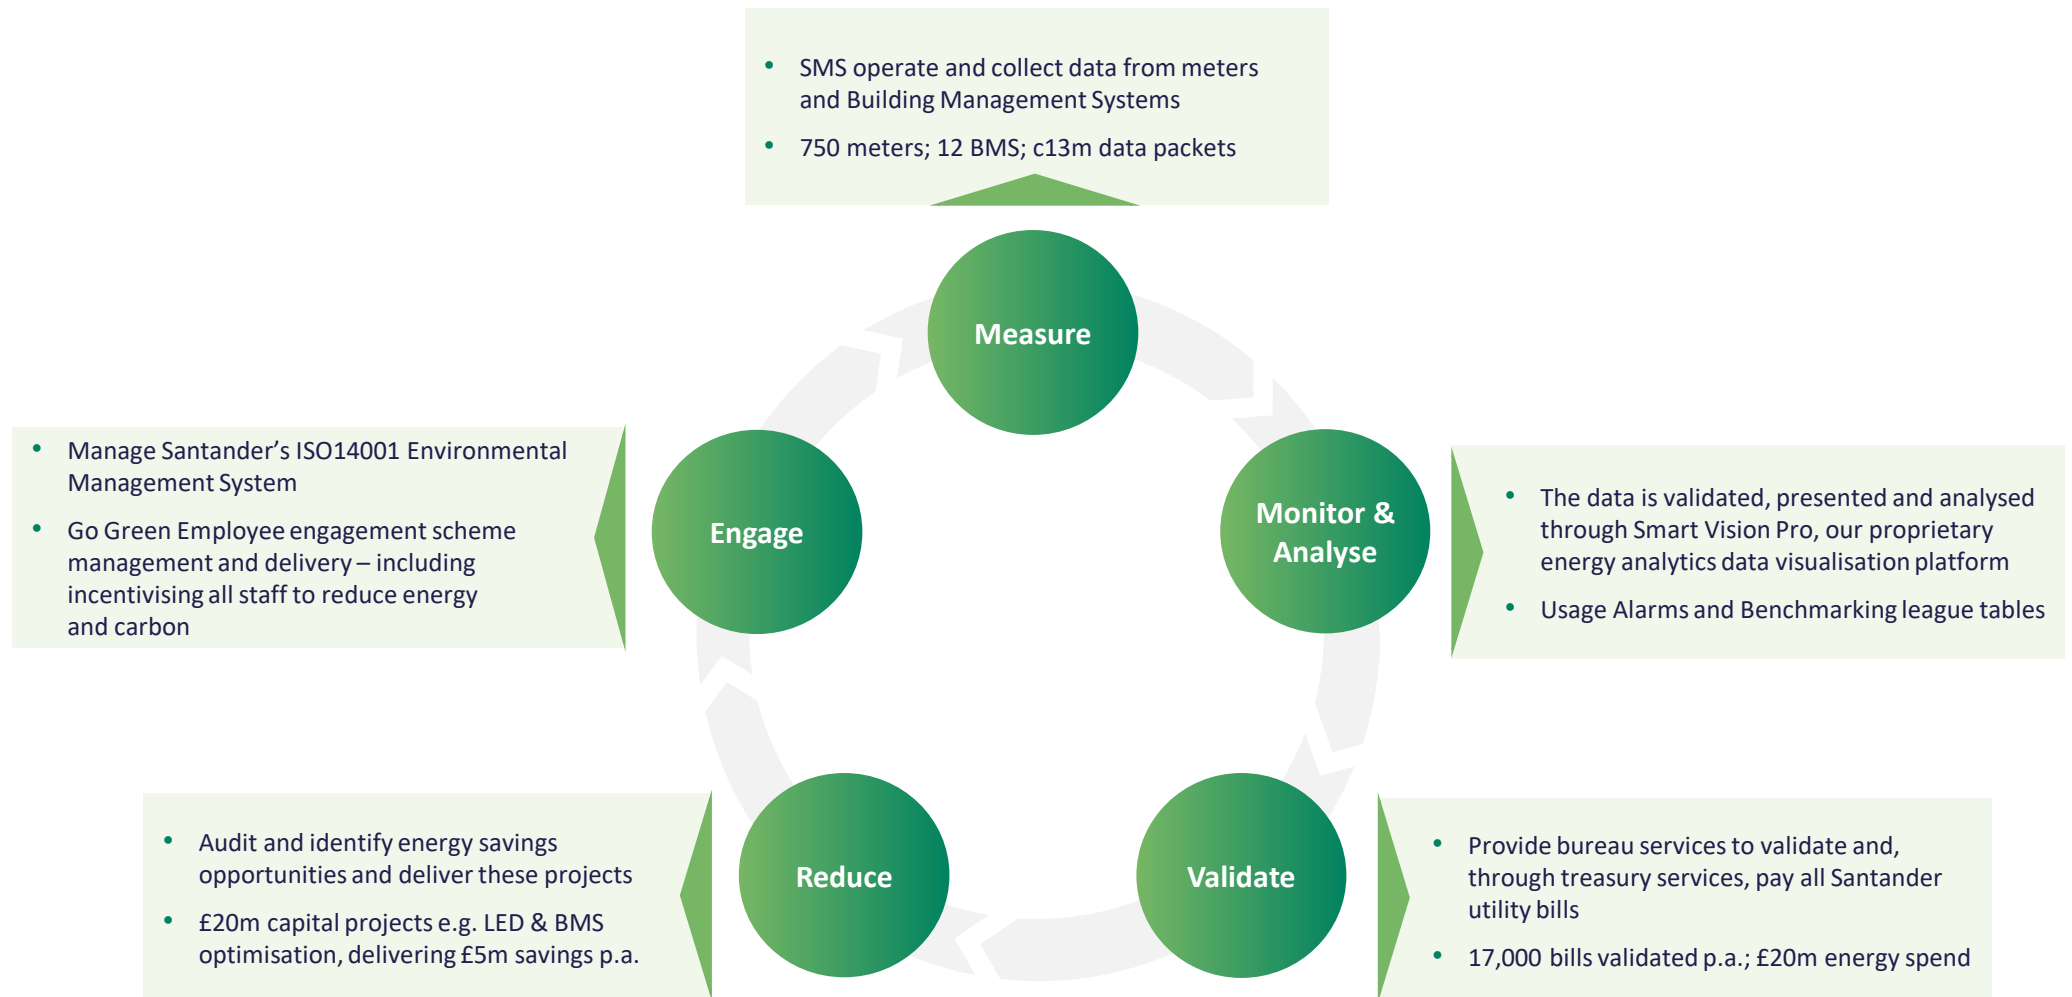 • SMS operate and collect data from meters
and Building Management Systems
• 750 meters; 12 BMS; c13m data packets
Measure
Monitor &
Analyse
• The data is validated, presented and analysed
through Smart Vision Pro, our proprietary
energy analytics data visualisation platform
• Usage Alarms and Benchmarking league tables
Validate
• Provide bureau services to validate and,
through treasury services, pay all Santander
utility bills
• 17,000 bills validated p.a.; £20m energy spend
Reduce
• Audit and identify energy savings
opportunities and deliver these projects
• £20m capital projects e.g. LED & BMS
optimisation, delivering £5m savings p.a.
Engage
• Manage Santander’s ISO14001 Environmental
Management System
• Go Green Employee engagement scheme
management and delivery – including
incentivising all staff to reduce energy
and carbon